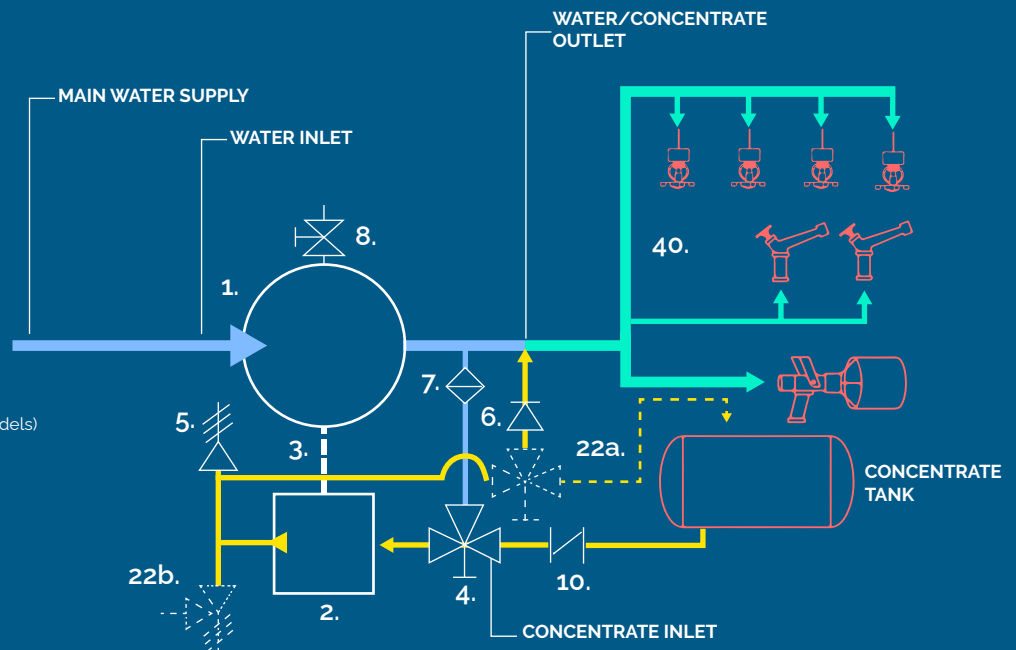 WATER/CONCENTRATE
OUTLET
MAIN WATER SUPPLY
WATER INLET
8.
40.
1.
7.
5.
6.
dels)
3.
22a.
CONCENTRATE
TANK
22b.
10.
4.
2.
CONCENTRATE INLET